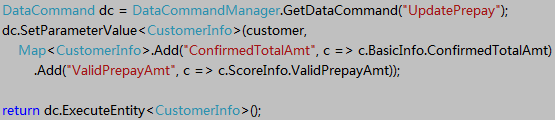 DataCommand dc = DataCommandManager.GetDataCommand("UpdatePrepay");
dc.SetParameterValue<CustomerInfo>(customer,
Map<CustomerInfo>.Add("ConfirmedTotalAmt", c => c.BasicInfo.ConfirmedTotalAmt)
.Add("ValidPrepayAmt", c => c.ScoreInfo.ValidPrepayAmt));
return dc.ExecuteEntity<CustomerInfo>();